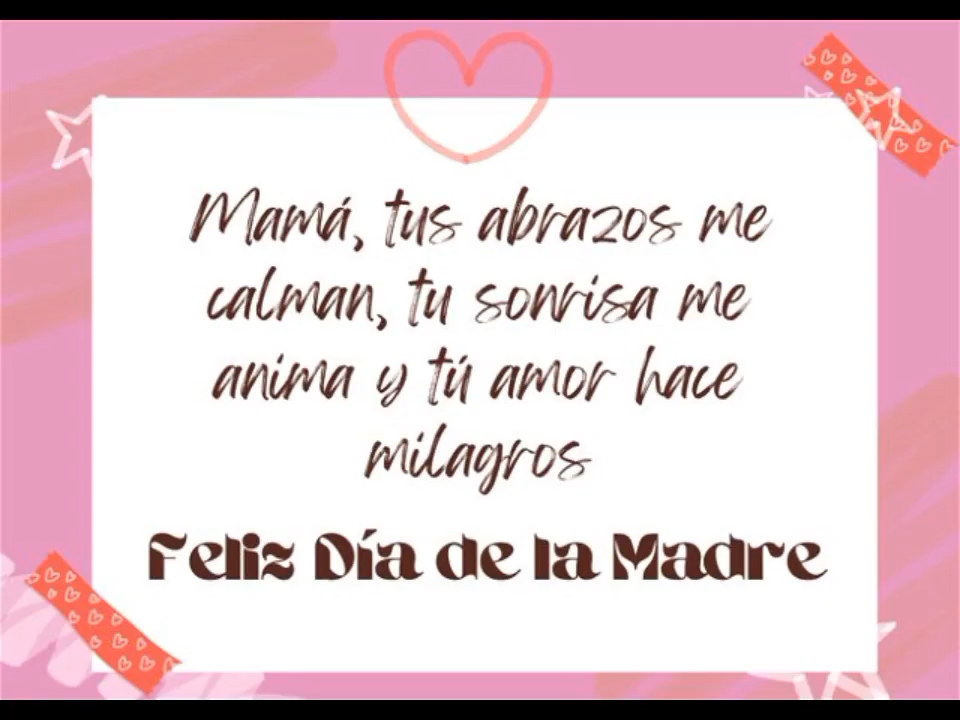 Mamá, tus abrazos me
calman, tu sonrisa me
anima y tú amor hace
milagros
Feliz Día de la Madre